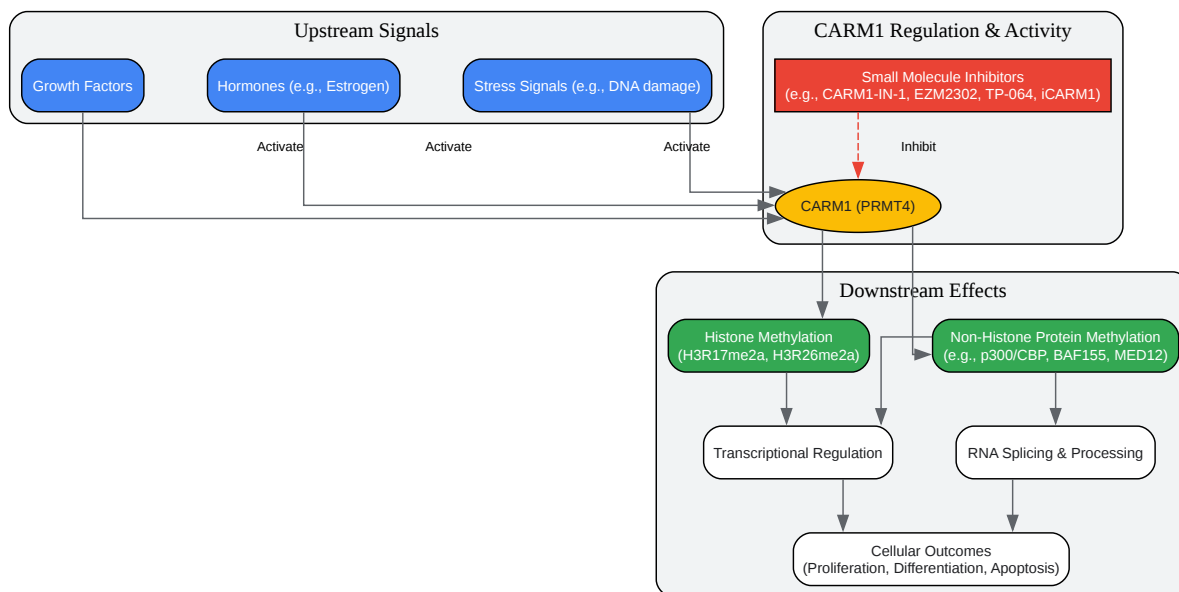 Upstream Signals
CARM1 Regulation & Activity
Growth Factors
Hormones (e.g., Estrogen)
Stress Signals (e.g., DNA damage)
Small Molecule Inhibitors
(e.g., CARM1-IN-1, EZM2302, TP-064, iCARM1)
Activate
Activate
Activate
Inhibit
CARM1 (PRMT4)
Downstream Effects
Histone Methylation
(H3R17me2a, H3R26me2a)
Non-Histone Protein Methylation
(e.g., p300/CBP, BAF155, MED12)
Transcriptional Regulation
RNA Splicing & Processing
Cellular Outcomes
(Proliferation, Differentiation, Apoptosis)